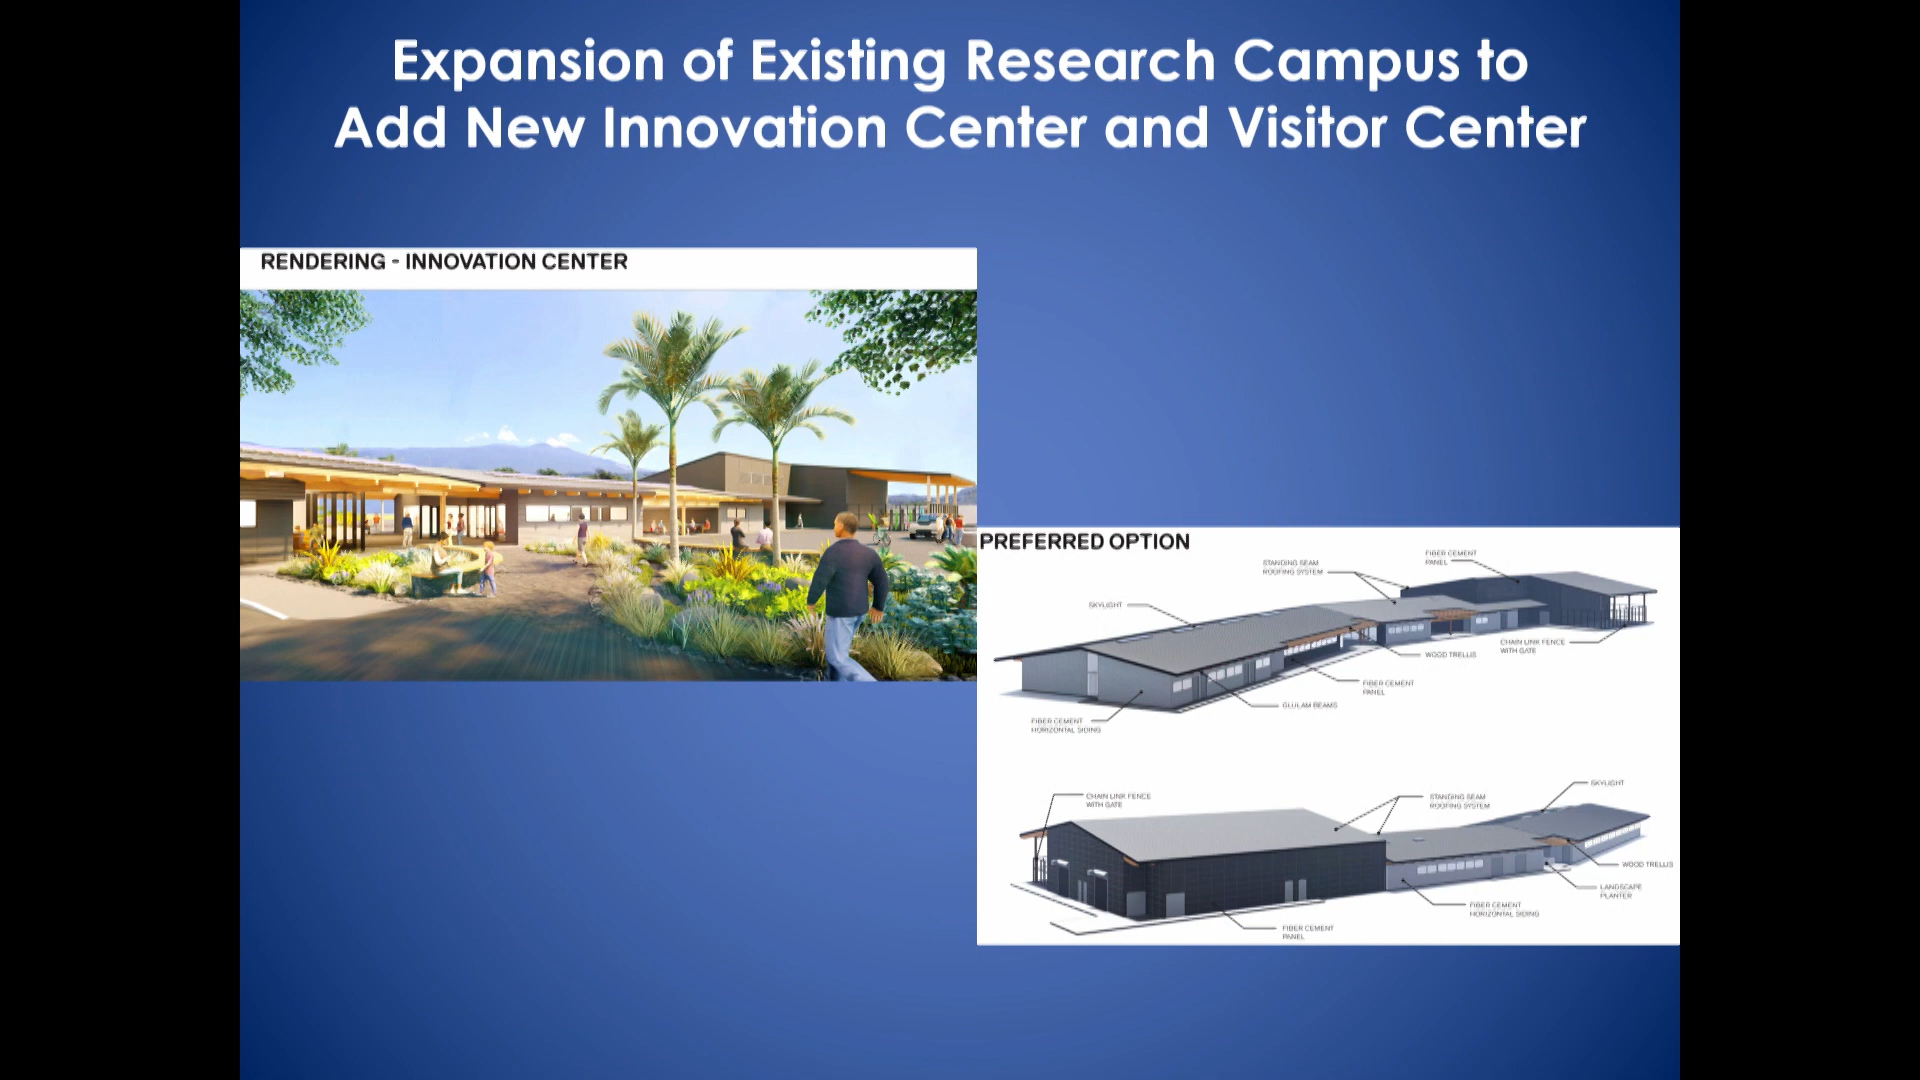 Expansion of Existing Research Campus to
Add New Innovation Center and Visitor Center
RENDERING - INNOVATION CENTER
PREFERRED OPTION
FIBER CEMENT
PANEL
STANDING SEAM
ROOFING SYSTEM
SKYLIGHT
CHAIN LINK FENCE
WITH GATE
WOOD TRELLIS
FIBER CEMENT
PANEL
GLULAM BEAMS
FIBER CEMENT
HORIZONTAL SIDING
SKYLIGHT
CHAIN LINK FENCE
WITH GATE
STANDING SEAM
ROOFING SYSTEM
WOOD TRELLIS
LANDSCAPE
PLANTER
FIBER CEMENT
HORIZONTAL SIDING
FIBER CEMENT
PANEL